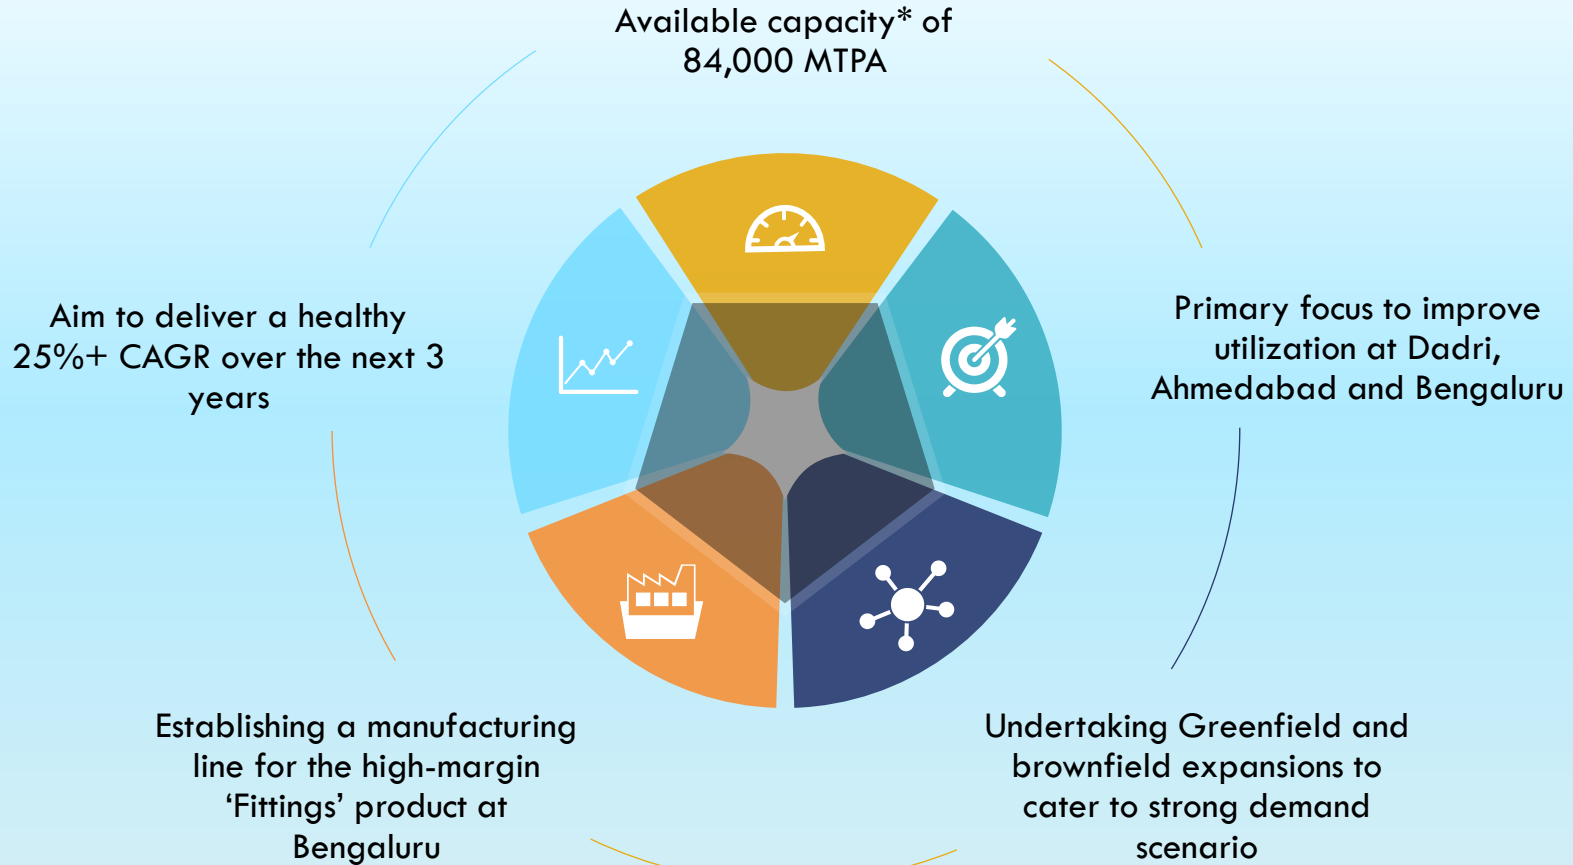 Available capacity* of
84,000 MTPA
Primary focus to improve
utilization at Dadri,
Ahmedabad and Bengaluru
Undertaking Greenfield and
brownfield expansions to
cater to strong demand
scenario
Establishing a manufacturing
line for the high-margin
‘Fittings’ product at
Bengaluru
Aim to deliver a healthy
25%+ CAGR over the next 3
years